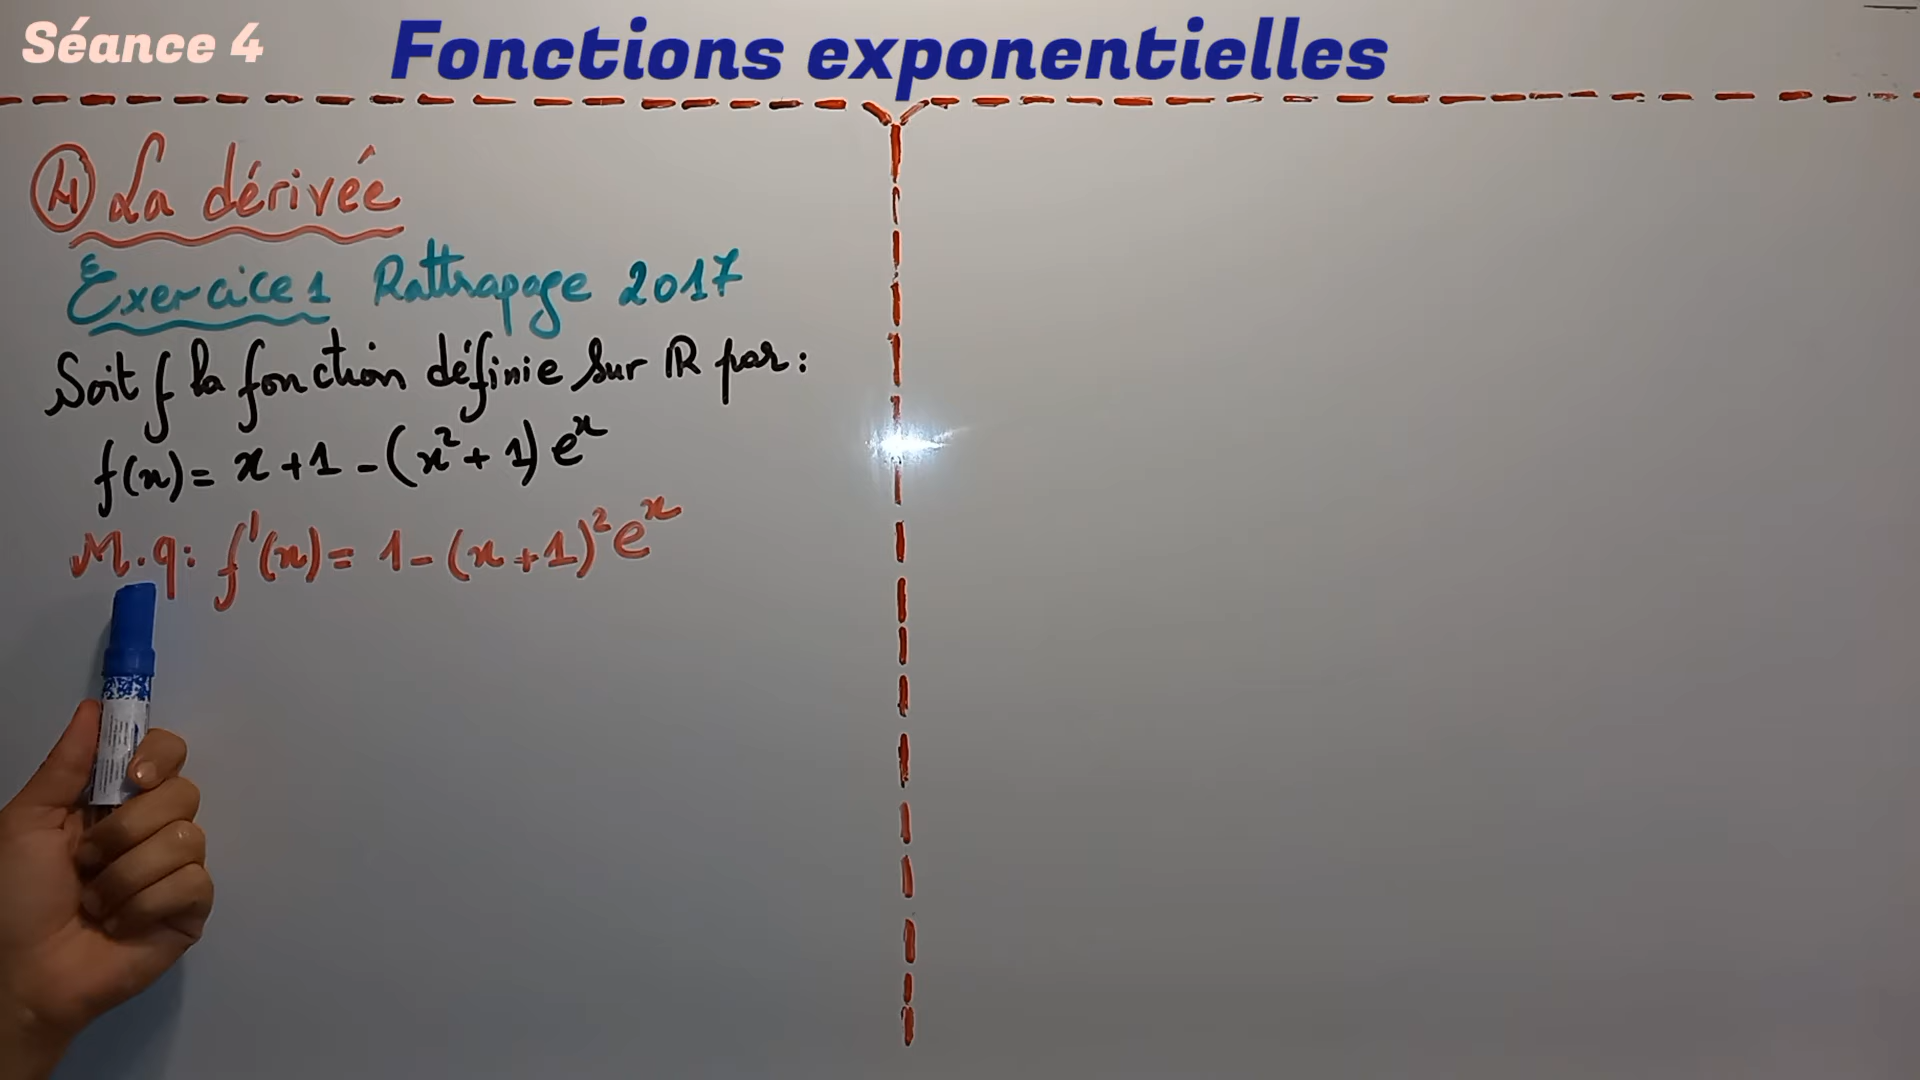 Séance 4
Fonctions exponentielles
4 La dérivée
Exercice 1 Rattrapage 2017
Soit f la fonction définie sur ℝ par :
f(x) = x + 1 - (x² + 1) eˣ
M.q: f'(x) = 1 - (x + 1)² eˣ